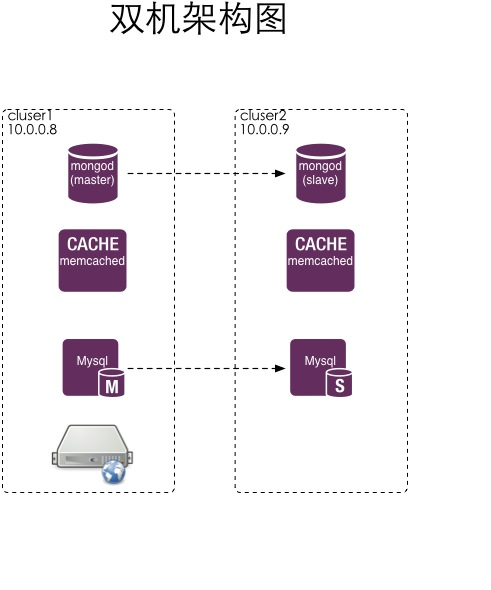 双机架构图
cluser1
10.0.0.8
cluser2
10.0.0.9
mongod
(master)
mongod
(slave)
CACHE
memcached
CACHE
memcached
Mysql
M
Mysql
S